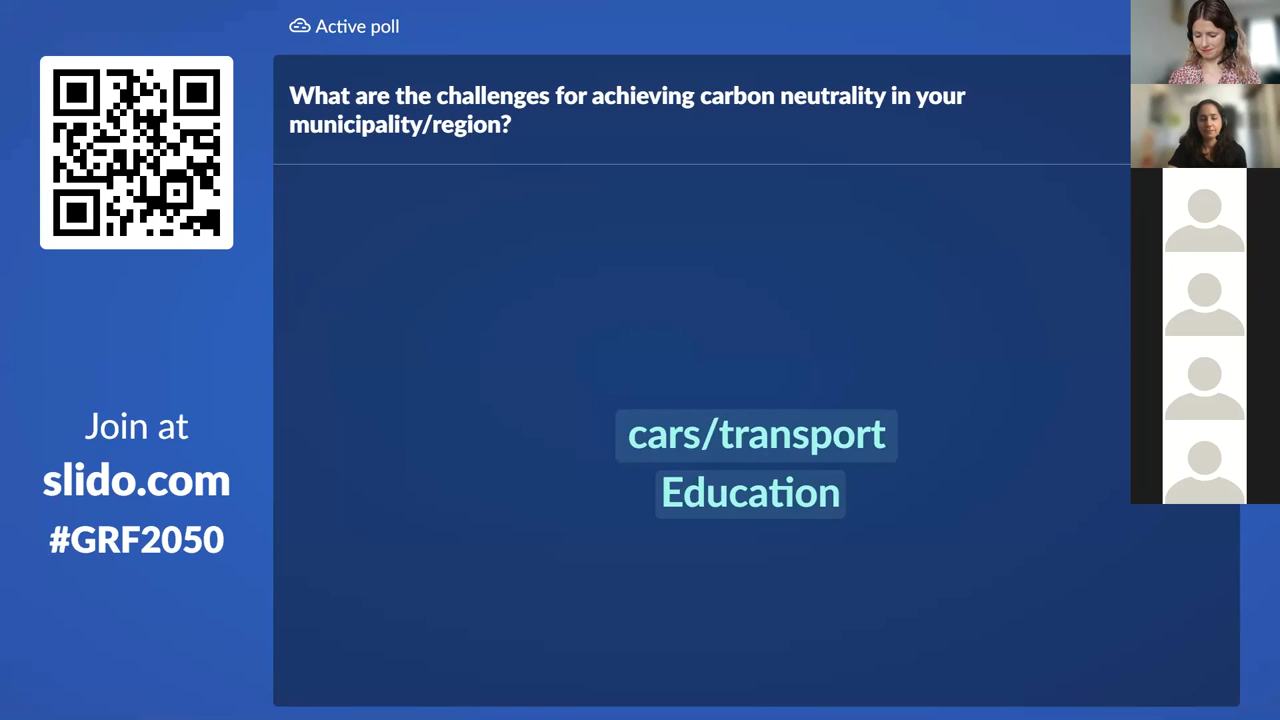 Active poll
What are the challenges for achieving carbon neutrality in your
municipality/region?
cars/transport
Education
Join at
slido.com
#GRF2050